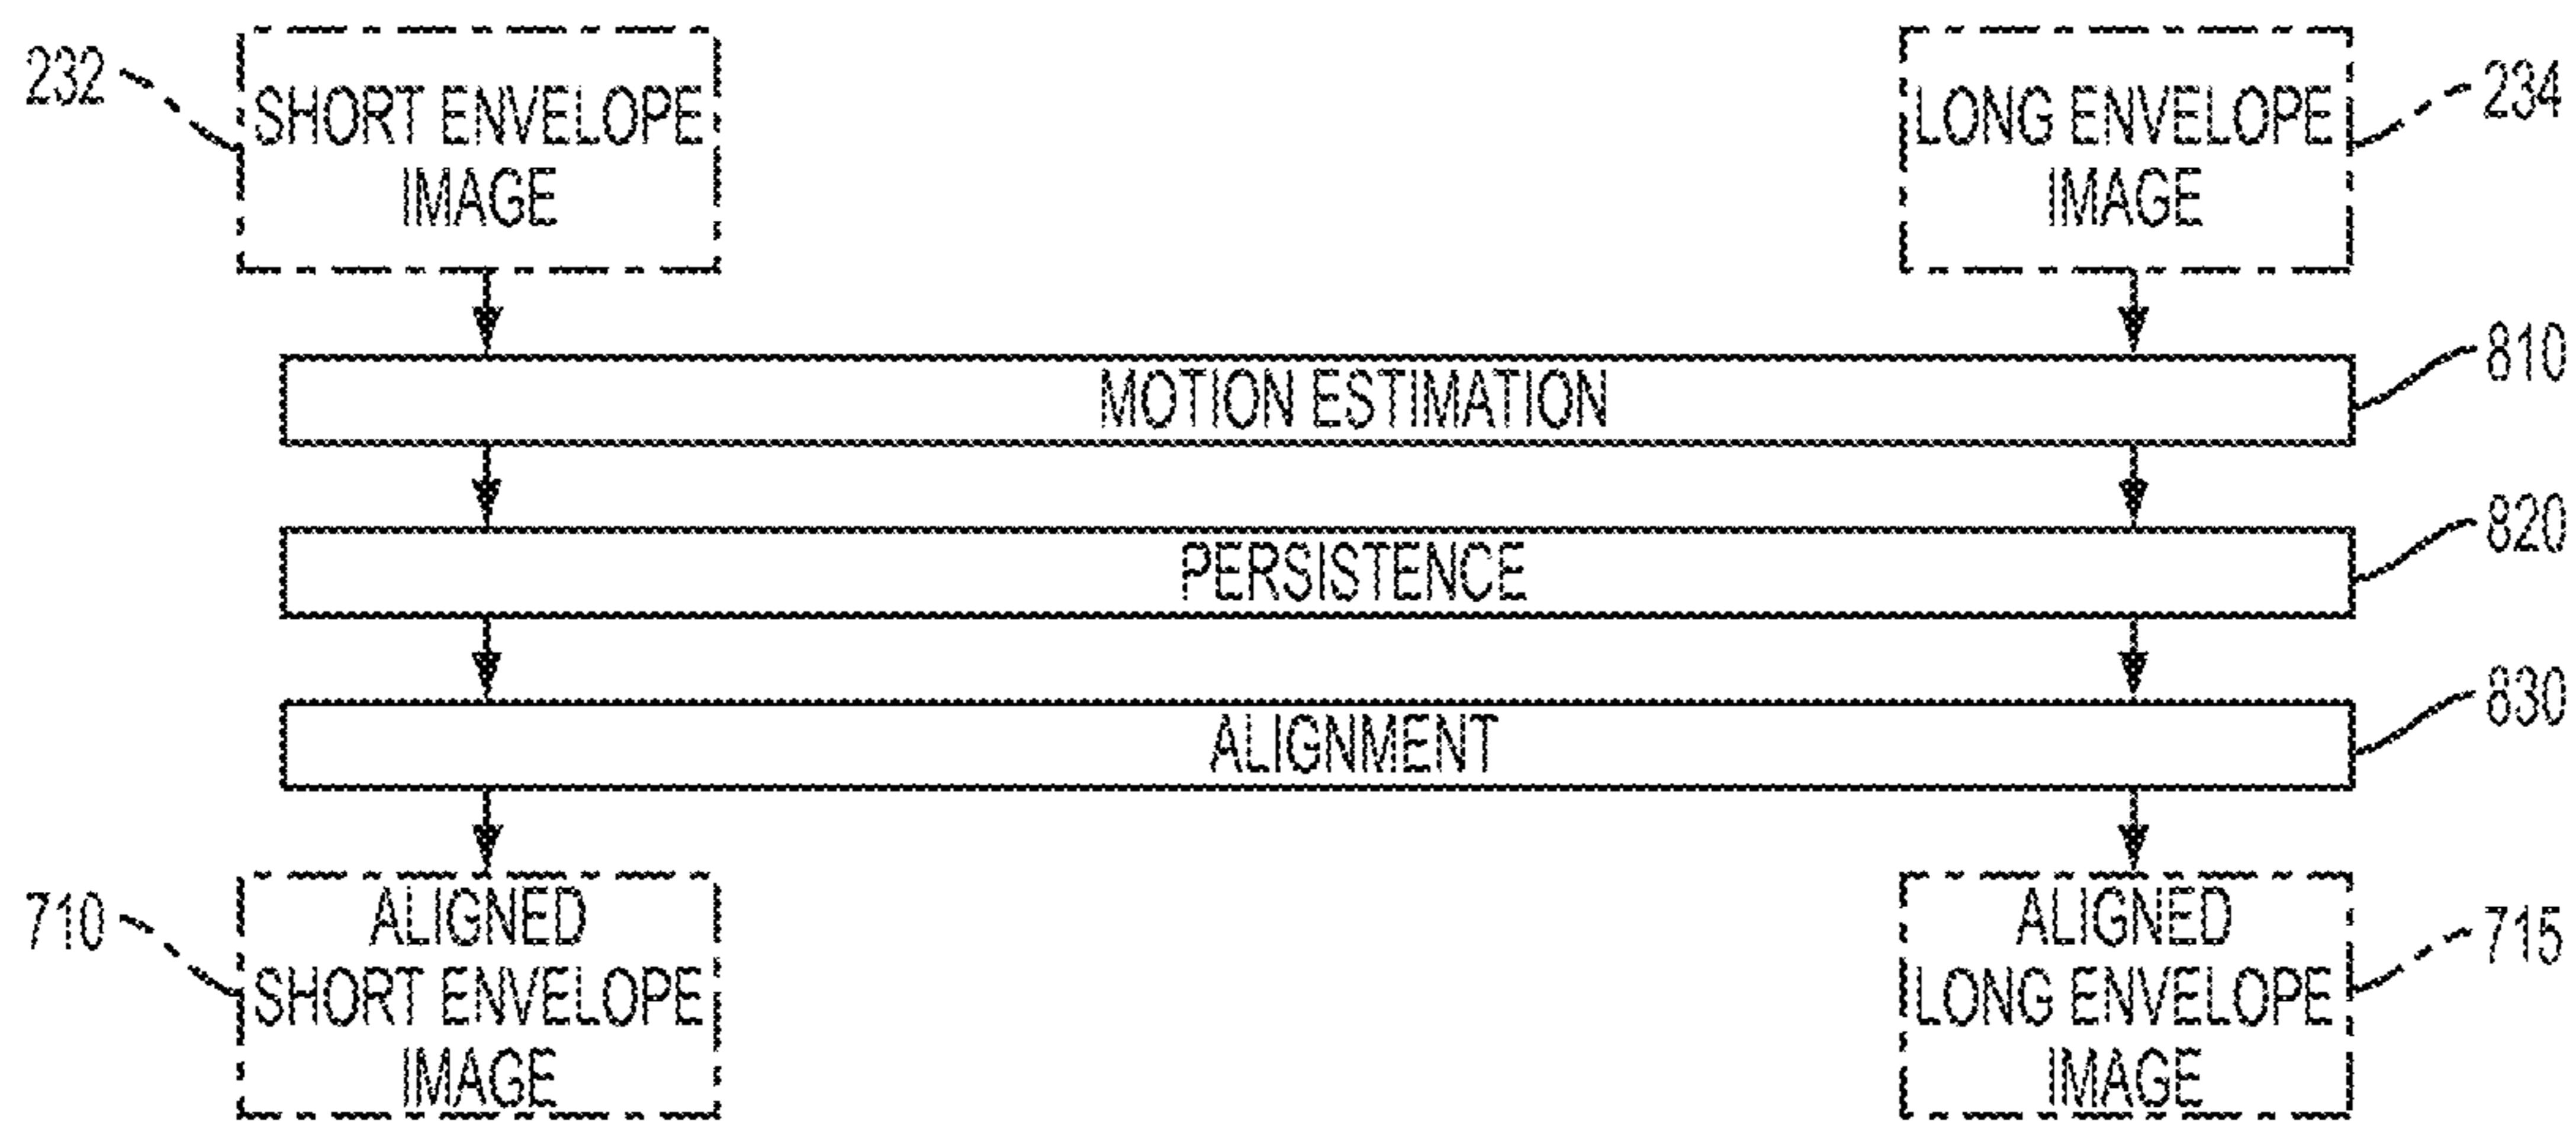 232
SHORT ENVELOPE
IMAGE
LONG ENVELOPE
IMAGE
234
MOTION ESTIMATION
810
PERSISTENCE
820
ALIGNMENT
830
710
ALIGNED
SHORT ENVELOPE
IMAGE
ALIGNED
LONG ENVELOPE
IMAGE
715